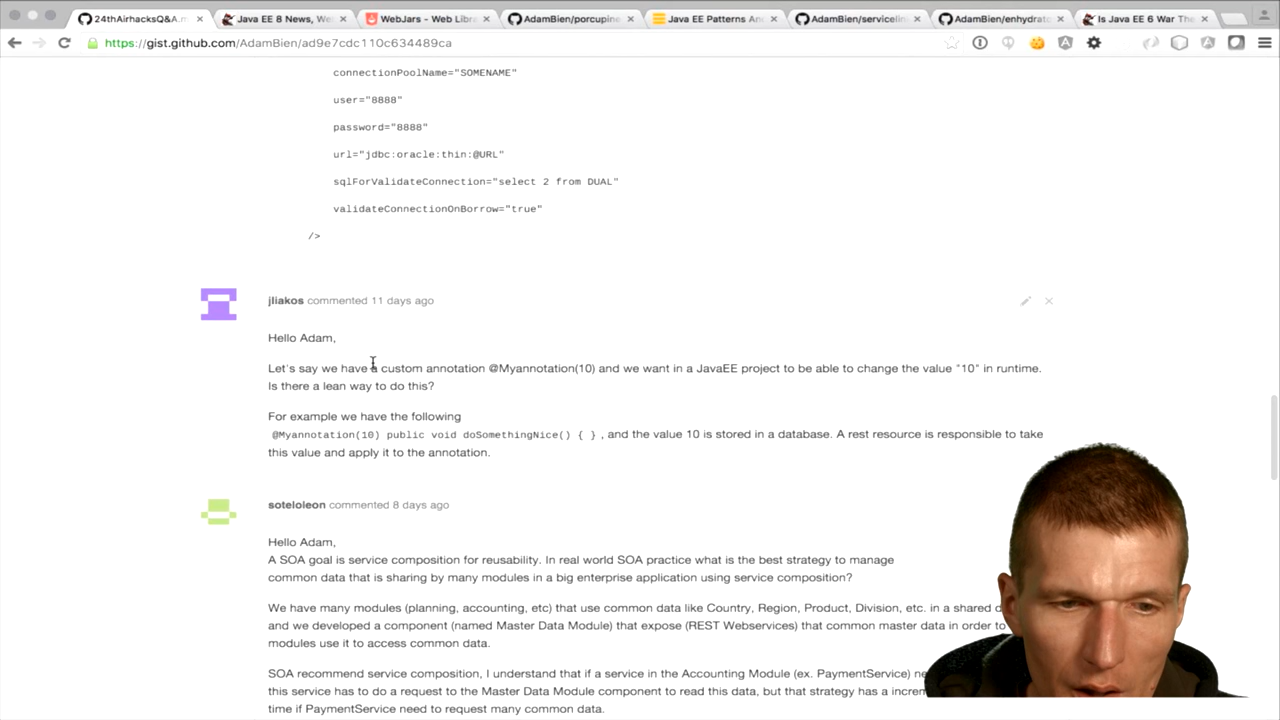 24thAirhacksQ&A.m
Java EE 8 News, We
WebJars - Web Libra
AdamBien/porcupine
Java EE Patterns An
AdamBien/servicelin
AdamBien/enhydrato
Is Java EE 6 War The
https://gist.github.com/AdamBien/ad9e7cdc110c634489ca
connectionPoolName="SOMENAME"
user="8888"
password="8888"
url="jdbc:oracle:thin:@URL"
sqlForValidateConnection="select 2 from DUAL"
validateConnectionOnBorrow="true"
/>
jliakos commented 11 days ago
Hello Adam,
Let's say we have a custom annotation @Myannotation(10) and we want in a JavaEE project to be able to change the value "10" in runtime.
Is there a lean way to do this?
For example we have the following
@Myannotation(10) public void doSomethingNice() { } , and the value 10 is stored in a database. A rest resource is responsible to take
this value and apply it to the annotation.
soteloleon commented 8 days ago
Hello Adam,
A SOA goal is service composition for reusability. In real world SOA practice what is the best strategy to manage
common data that is sharing by many modules in a big enterprise application using service composition?
We have many modules (planning, accounting, etc) that use common data like Country, Region, Product, Division, etc. in a shared d
and we developed a component (named Master Data Module) that expose (REST Webservices) that common master data in order to
modules use it to access common data.
SOA recommend service composition, I understand that if a service in the Accounting Module (ex. PaymentService) ne
this service has to do a request to the Master Data Module component to read this data, but that strategy has a increm
time if PaymentService need to request many common data.